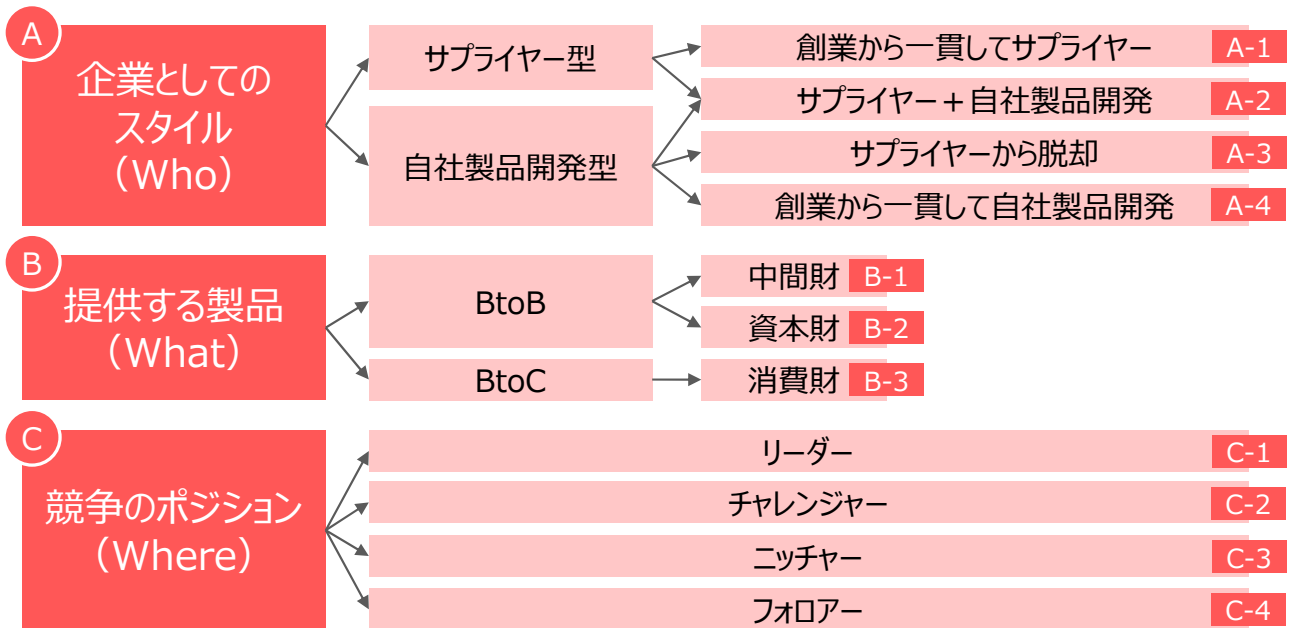 A
企業としての
スタイル
（Who）
サプライヤー型
自社製品開発型
創業から一貫してサプライヤー
A-1
サプライヤー＋自社製品開発
A-2
サプライヤーから脱却
A-3
創業から一貫して自社製品開発
A-4
B
提供する製品
（What）
BtoB
BtoC
中間財
B-1
資本財
B-2
消費財
B-3
C
競争のポジション
（Where）
リーダー
C-1
チャレンジャー
C-2
ニッチャー
C-3
フォロアー
C-4